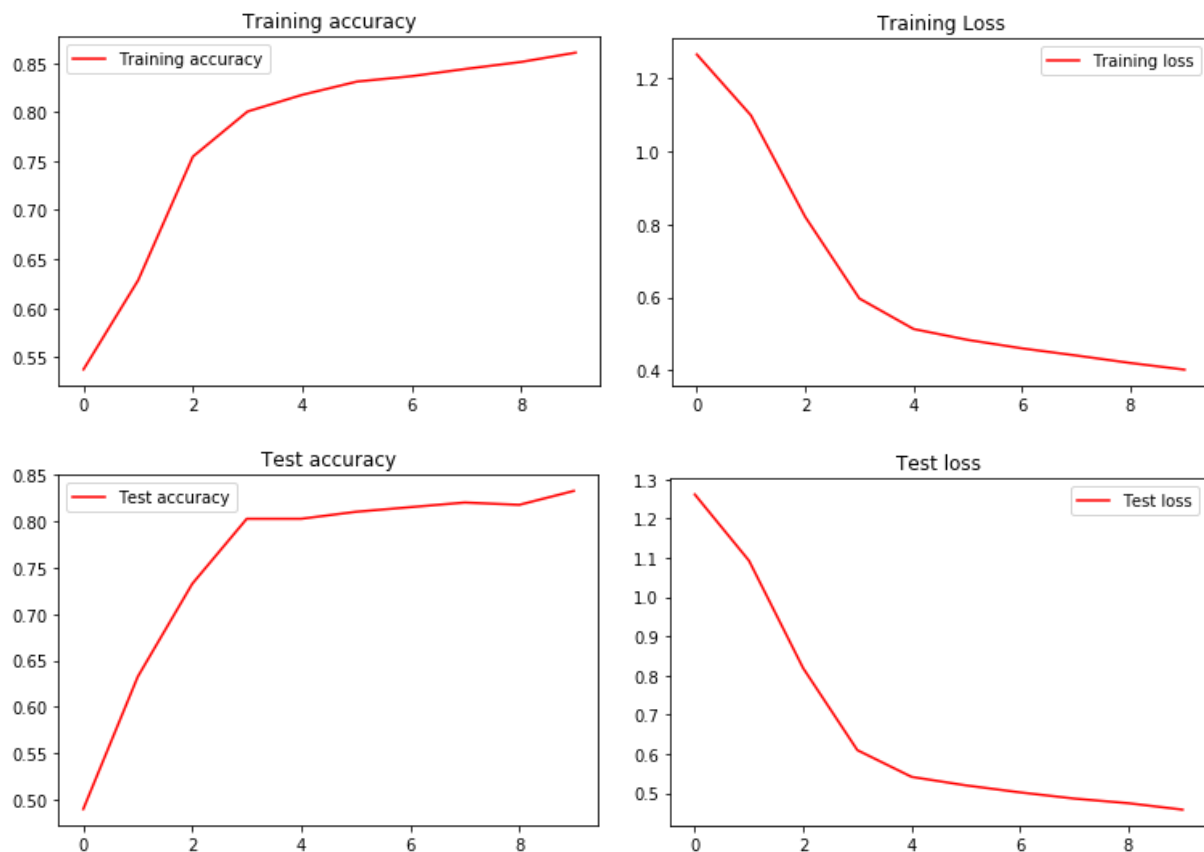 Training accuracy
Training accuracy
0.85
0.80
0.75
0.70
0.65
0.60
0.55
0 2 4 6 8
Training Loss
Training loss
1.2
1.0
0.8
0.6
0.4
0 2 4 6 8
Test accuracy
Test accuracy
0.85
0.80
0.75
0.70
0.65
0.60
0.55
0.50
0 2 4 6 8
Test loss
Test loss
1.3
1.2
1.1
1.0
0.9
0.8
0.7
0.6
0.5
0 2 4 6 8